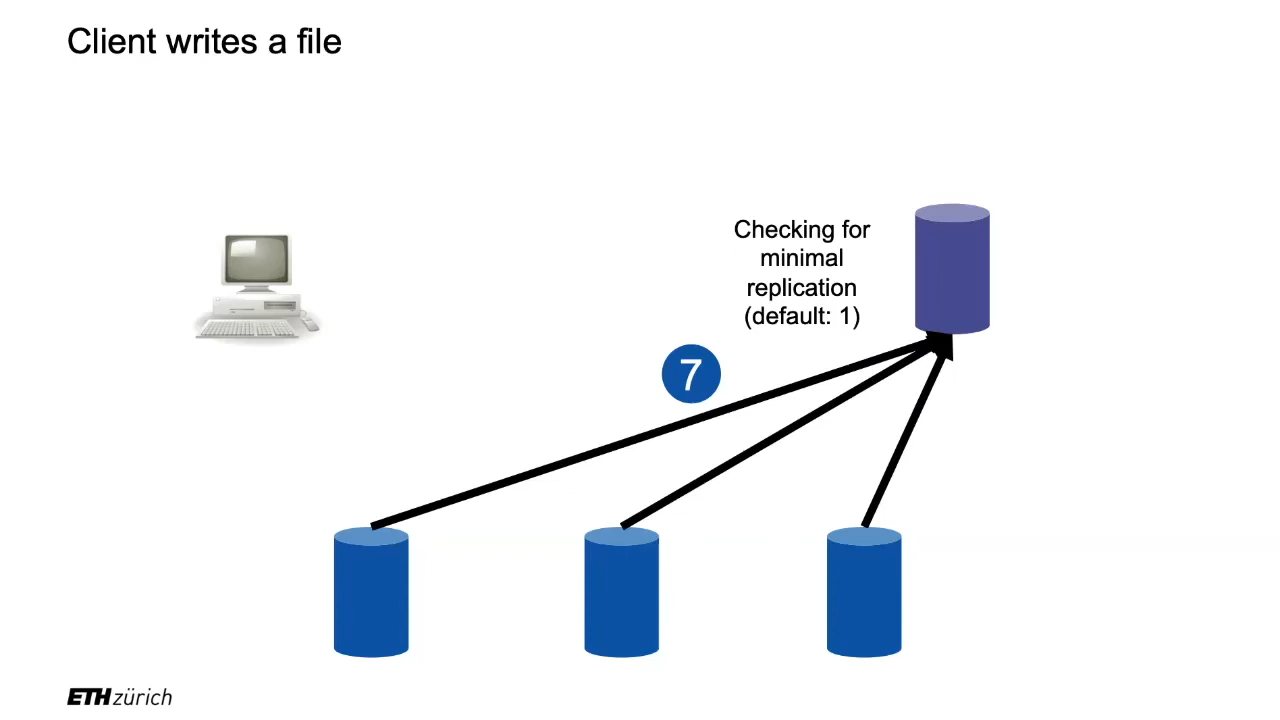 Client writes a file
Checking for
minimal
replication
(default: 1)
7
ETH zürich